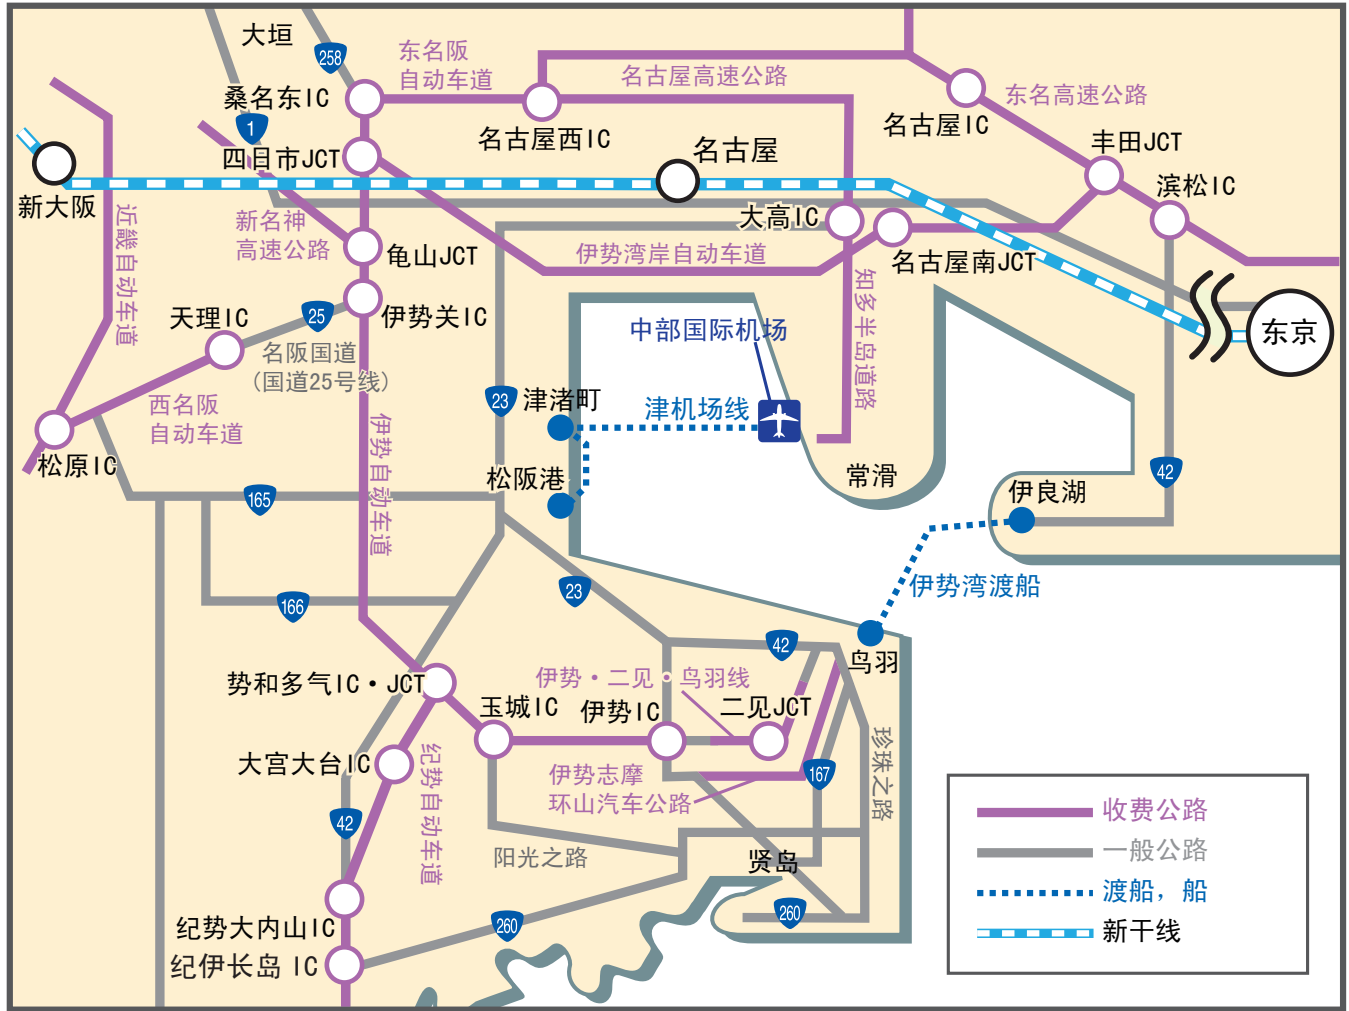 大垣
258
东名阪
自动车道
名古屋高速公路
桑名东IC
东名高速公路
1
名古屋西IC
名古屋IC
四日市JCT
名古屋
丰田JCT
滨松IC
新大阪
近畿自动车道
新名神
高速公路
大高IC
龟山JCT
伊势湾岸自动车道
名古屋南JCT
知多半岛道路
天理IC
25
伊势关IC
中部国际机场
东京
名阪国道
(国道25号线)
23
津渚町
津机场线
西名阪
自动车道
伊势自动车道
松原IC
松阪港
常滑
42
伊良湖
165
166
23
伊势湾渡船
42
鸟羽
势和多气IC・JCT
伊势・二见・鸟羽线
玉城IC
伊势IC
二见JCT
大宫大台IC
纪势自动车道
伊势志摩
环山汽车公路
167
珍珠之路
42
阳光之路
贤岛
260
260
纪势大内山IC
纪伊长岛 IC
收费公路
一般公路
渡船，船
新干线